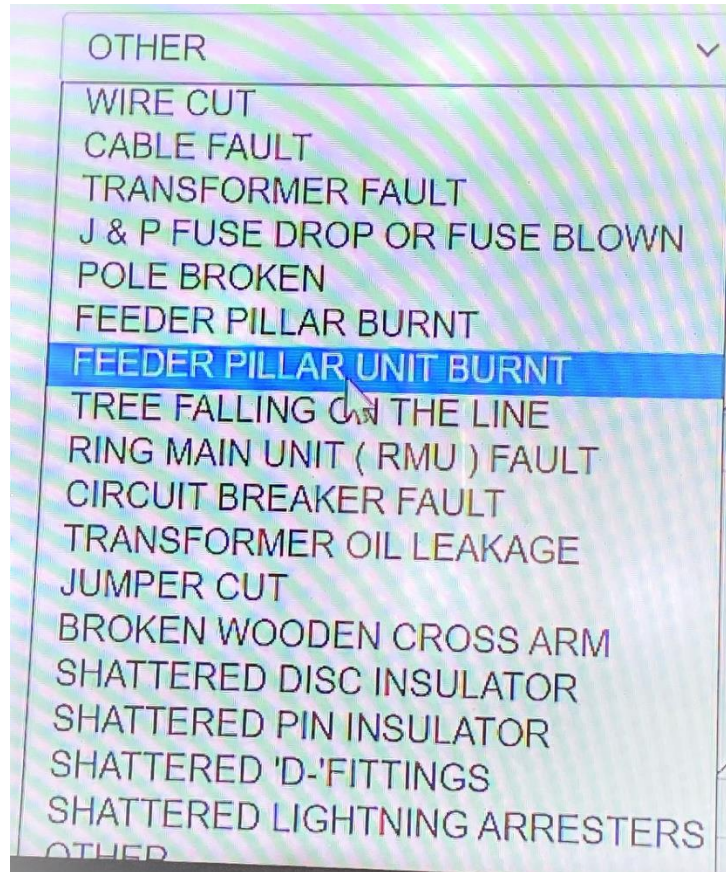 OTHER
WIRE CUT
CABLE FAULT
TRANSFORMER FAULT
J & P FUSE DROP OR FUSE BLOWN
POLE BROKEN
FEEDER PILLAR BURNT
FEEDER PILLAR UNIT BURNT
TREE FALLING ON THE LINE
RING MAIN UNIT ( RMU ) FAULT
CIRCUIT BREAKER FAULT
TRANSFORMER OIL LEAKAGE
JUMPER CUT
BROKEN WOODEN CROSS ARM
SHATTERED DISC INSULATOR
SHATTERED PIN INSULATOR
SHATTERED 'D-'FITTINGS
SHATTERED LIGHTNING ARRESTERS
OTHER